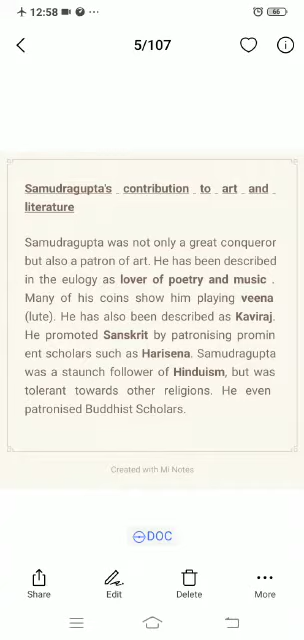 12:58 ...
66
5/107
Samudragupta's contribution to art and
literature
Samudragupta was not only a great conqueror
but also a patron of art. He has been described
in the eulogy as lover of poetry and music .
Many of his coins show him playing veena
(lute). He has also been described as Kaviraj.
He promoted Sanskrit by patronising promin
ent scholars such as Harisena. Samudragupta
was a staunch follower of Hinduism, but was
tolerant towards other religions. He even
patronised Buddhist Scholars.
Created with Mi Notes
DOC
Share Edit Delete More